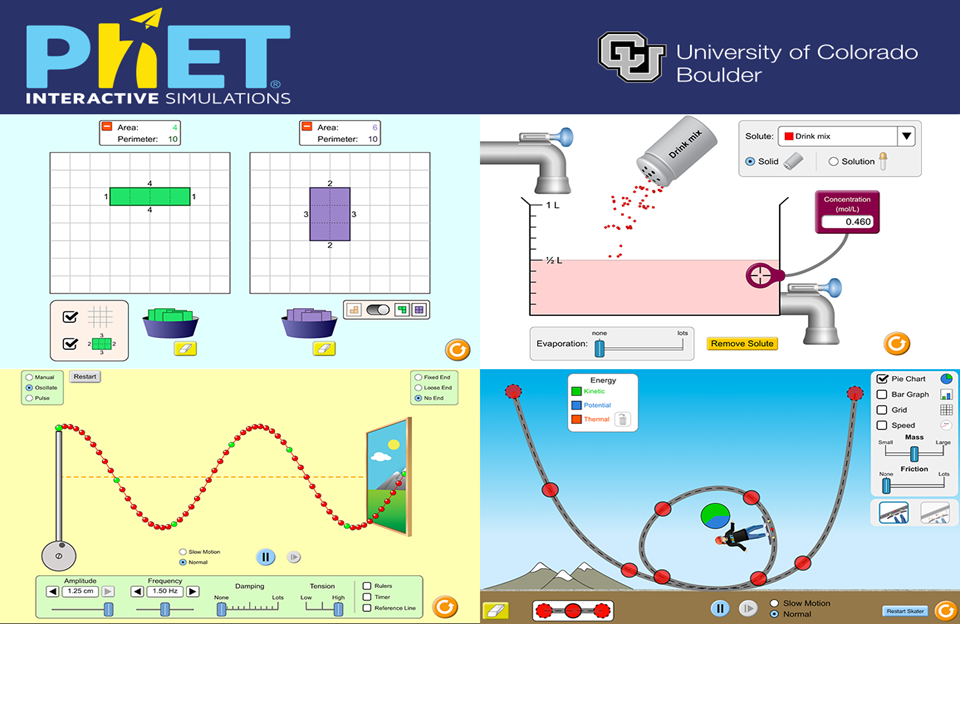 PhET®
INTERACTIVE SIMULATIONS
CU
University of Colorado
Boulder
Area: 4
Perimeter: 10
Area: 6
Perimeter: 10
4
1 1
4
2
3 3
2
3
2 2
3
Drink mix
Solute: Drink mix
Solid Solution
Concentration
(mol/L)
0.460
1 L
½ L
Evaporation: none lots
Remove Solute
Manual
Oscillate
Pulse
Restart
Fixed End
Loose End
No End
Slow Motion
Normal
Amplitude
1.25 cm
Frequency
1.50 Hz
Damping
None Lots
Tension
Low High
Rulers
Timer
Reference Line
Energy
Kinetic
Potential
Thermal
Pie Chart
Bar Graph
Grid
Speed
Mass
Small Large
Friction
None Lots
Slow Motion
Normal
Restart Skater